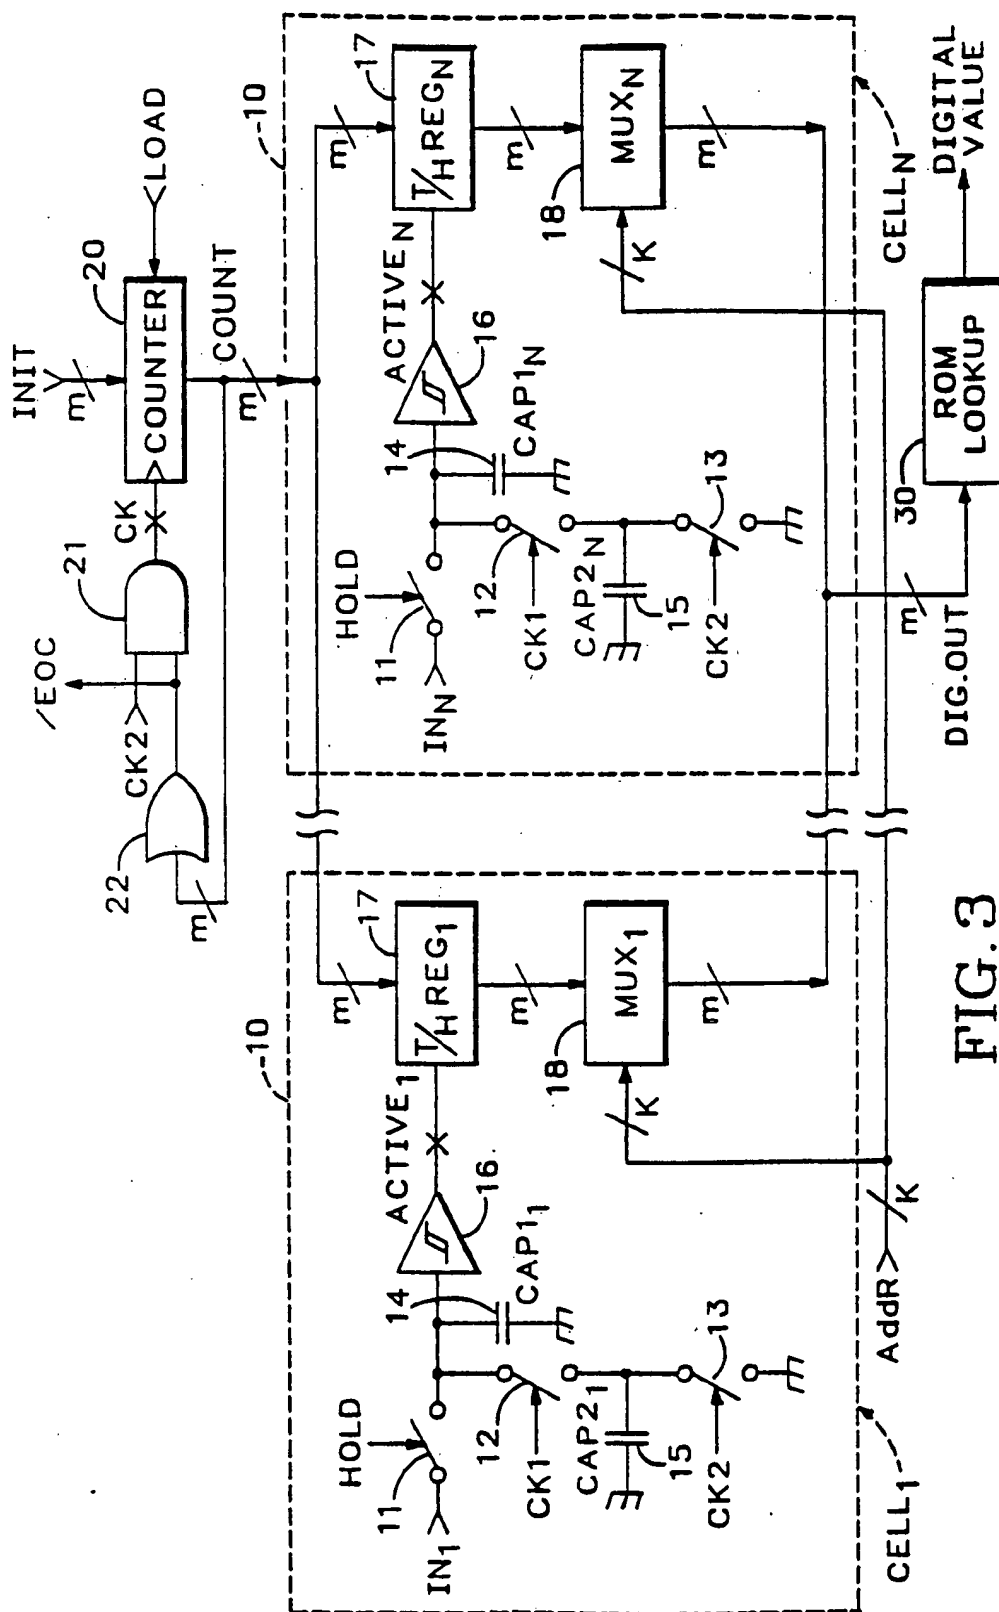 INIT
m
20
COUNTER
LOAD
CK
21
/EOC
CK2
22
m
COUNT
m
10
HOLD
11
IN1
12
CK1
CAP21
15
CK2
13
14
CAP11
16
ACTIVE1
T/H REG1
17
m
m
MUX1
18
K
m
CELL1
10
HOLD
11
INN
12
CK1
CAP2N
15
CK2
13
14
CAP1N
16
ACTIVEN
T/H REGN
17
m
m
MUXN
18
K
m
CELLN
AddR
K
DIG.OUT
m
30
ROM
LOOKUP
DIGITAL
VALUE
FIG. 3